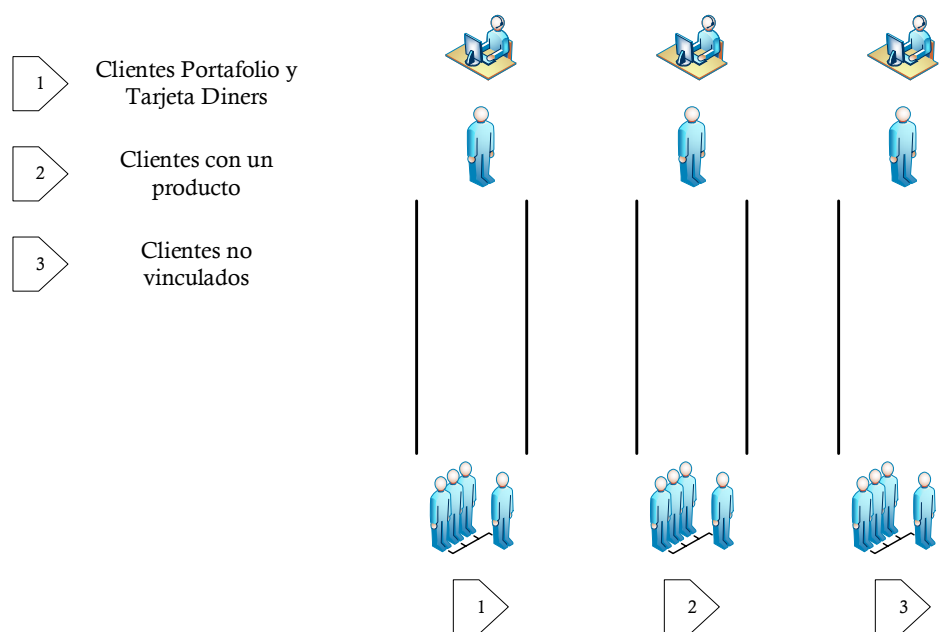 1
Clientes Portafolio y
Tarjeta Diners
2
Clientes con un
producto
3
Clientes no
vinculados
1
2
3